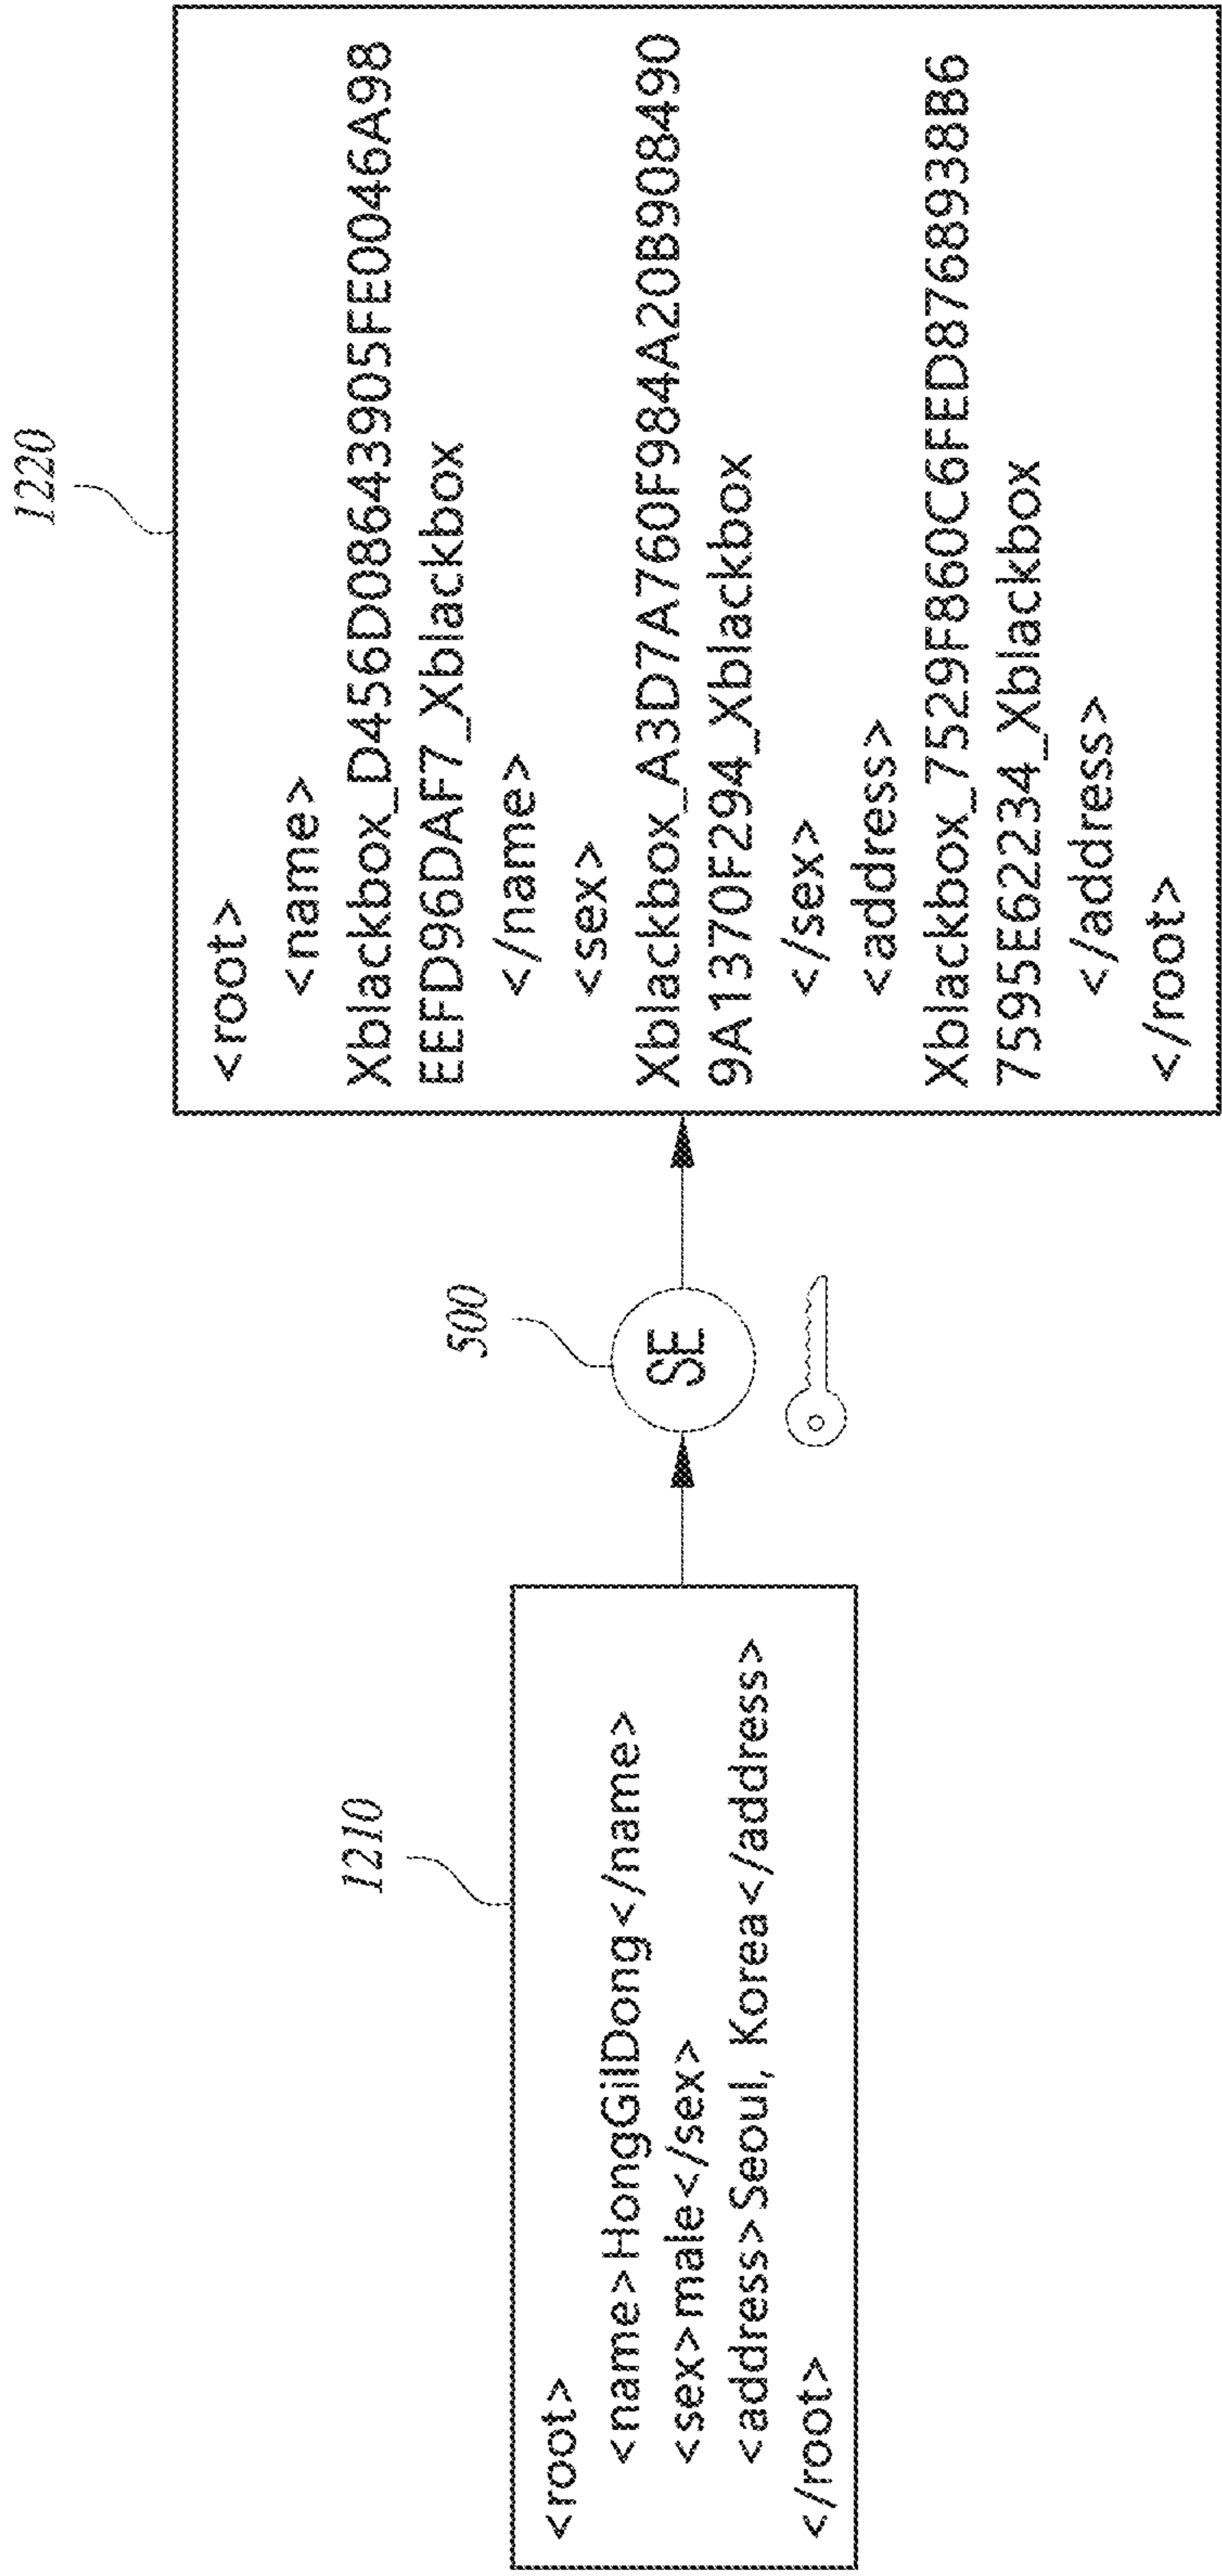 1210
<root>
<name>HongGilDong</name>
<sex>male</sex>
<address>Seoul, Korea</address>
</root>
500
SE
1220
<root>
<name>
Xblackbox_D456D08643905FE0046A98
EEFD96DAF7_Xblackbox
</name>
<sex>
Xblackbox_A3D7A760F984A20B908490
9A1370F294_Xblackbox
</sex>
<address>
Xblackbox_7529F860C6FED8768938B6
7595E62234_Xblackbox
</address>
</root>